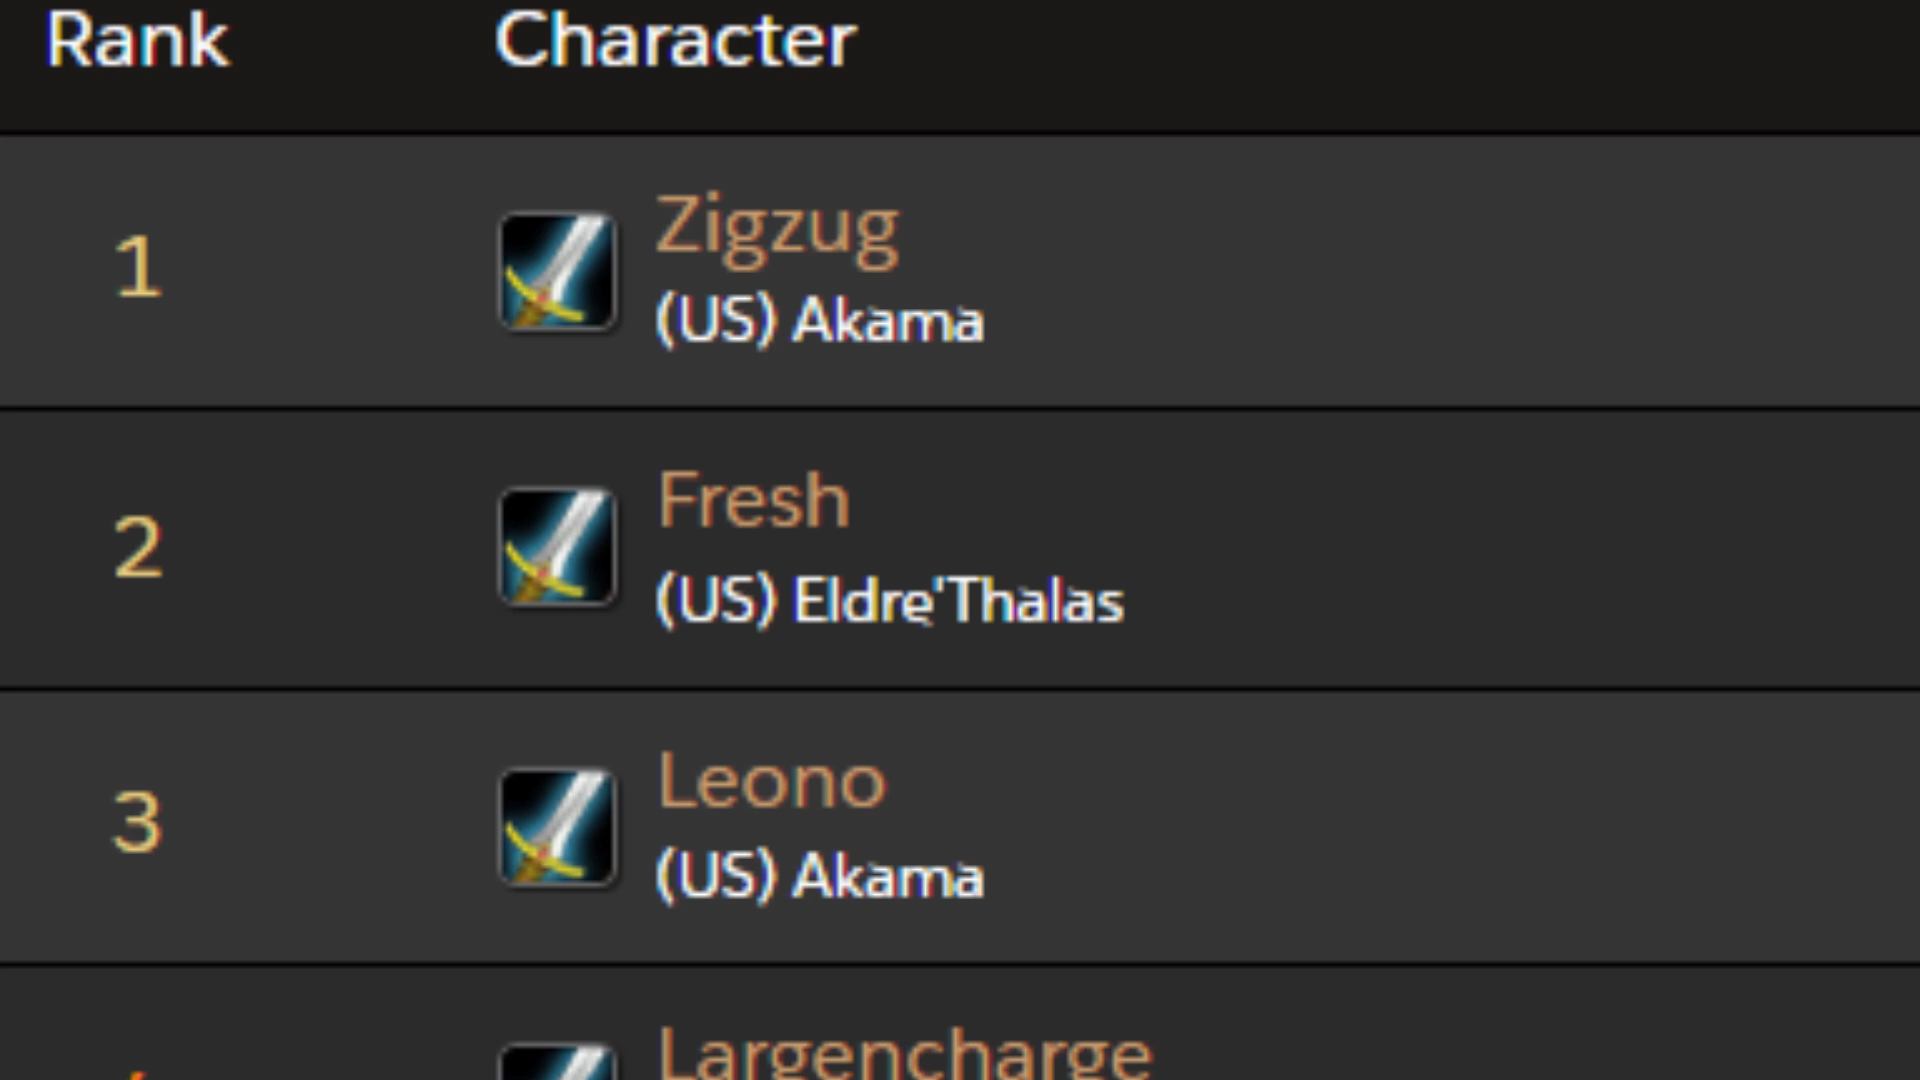 Rank Character
1 Zigzug
(US) Akama
2 Fresh
(US) Eldre'Thalas
3 Leono
(US) Akama
Largencharge